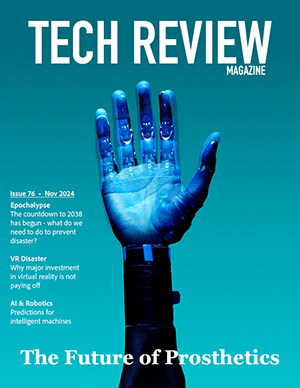 TECH REVIEW
MAGAZINE
Issue 76 • Nov 2024
Epochalypse
The countdown to 2038
has begun - what do we
need to do to prevent
disaster?
VR Disaster
Why major investment
in virtual reality is not
paying off
AI & Robotics
Predictions for
intelligent machines
The Future of Prosthetics